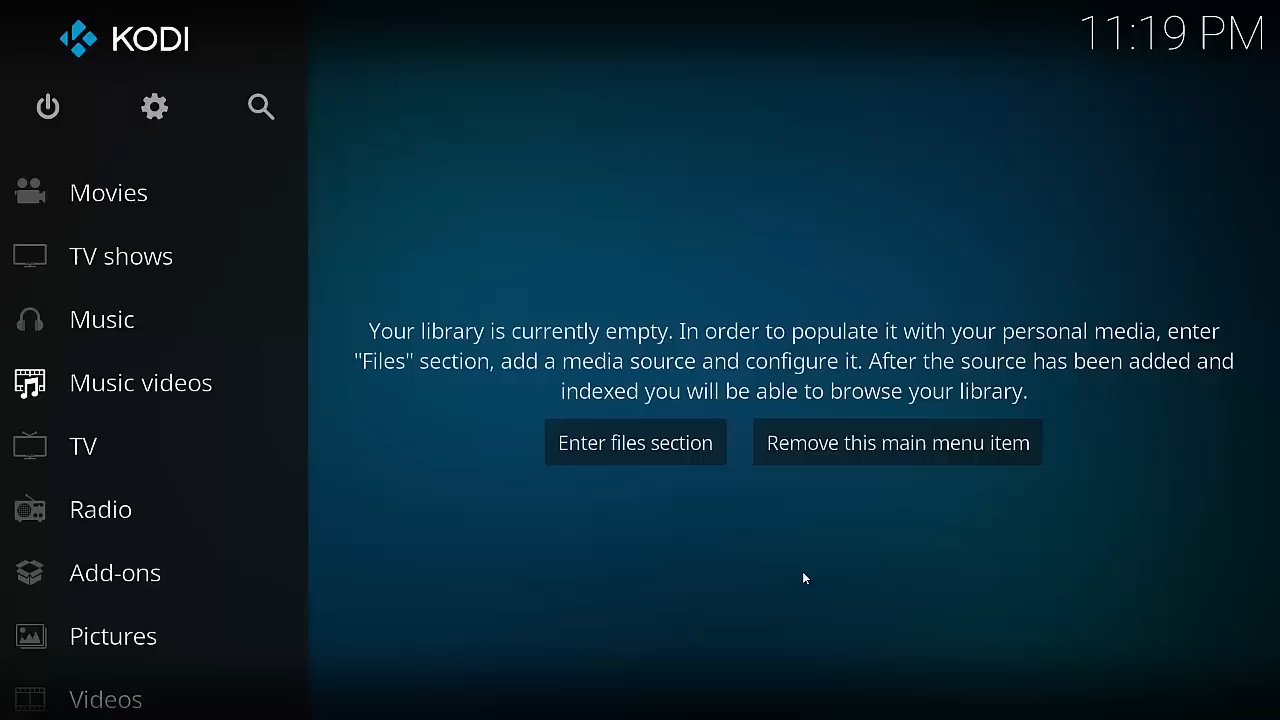 KODI
11:19 PM
Movies
TV shows
Music
Music videos
TV
Radio
Add-ons
Pictures
Videos
Your library is currently empty. In order to populate it with your personal media, enter
"Files" section, add a media source and configure it. After the source has been added and
indexed you will be able to browse your library.
Enter files section
Remove this main menu item